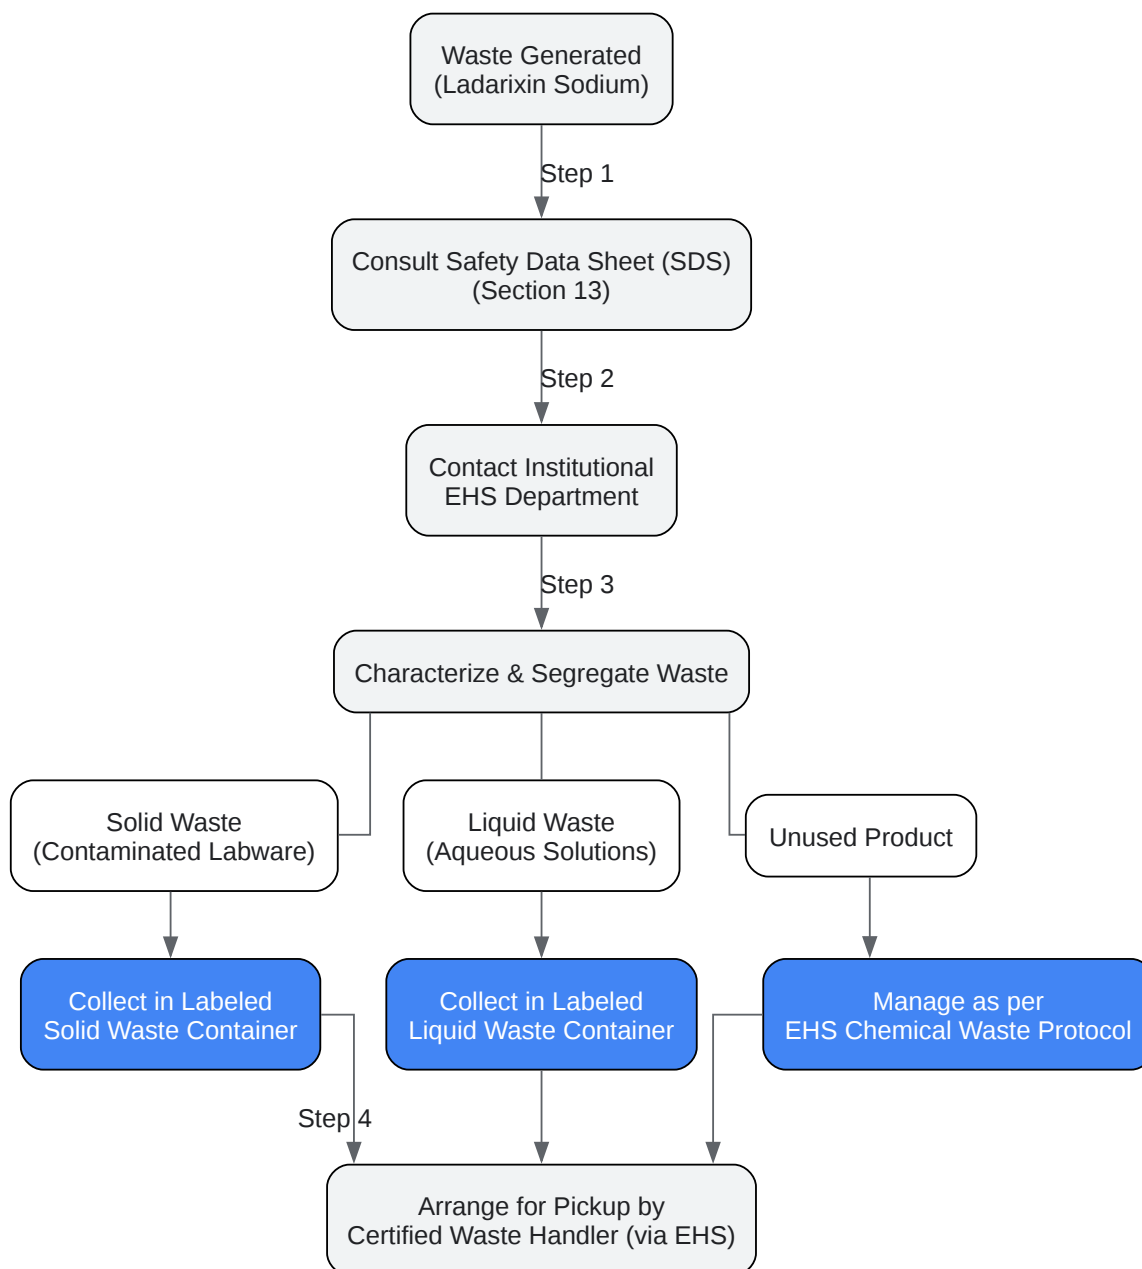 Waste Generated
(Ladarixin Sodium)
Step 1
Consult Safety Data Sheet (SDS)
(Section 13)
Step 2
Contact Institutional
EHS Department
Step 3
Characterize & Segregate Waste
Solid Waste
(Contaminated Labware)
Liquid Waste
(Aqueous Solutions)
Unused Product
Collect in Labeled
Solid Waste Container
Collect in Labeled
Liquid Waste Container
Manage as per
EHS Chemical Waste Protocol
Step 4
Arrange for Pickup by
Certified Waste Handler (via EHS)